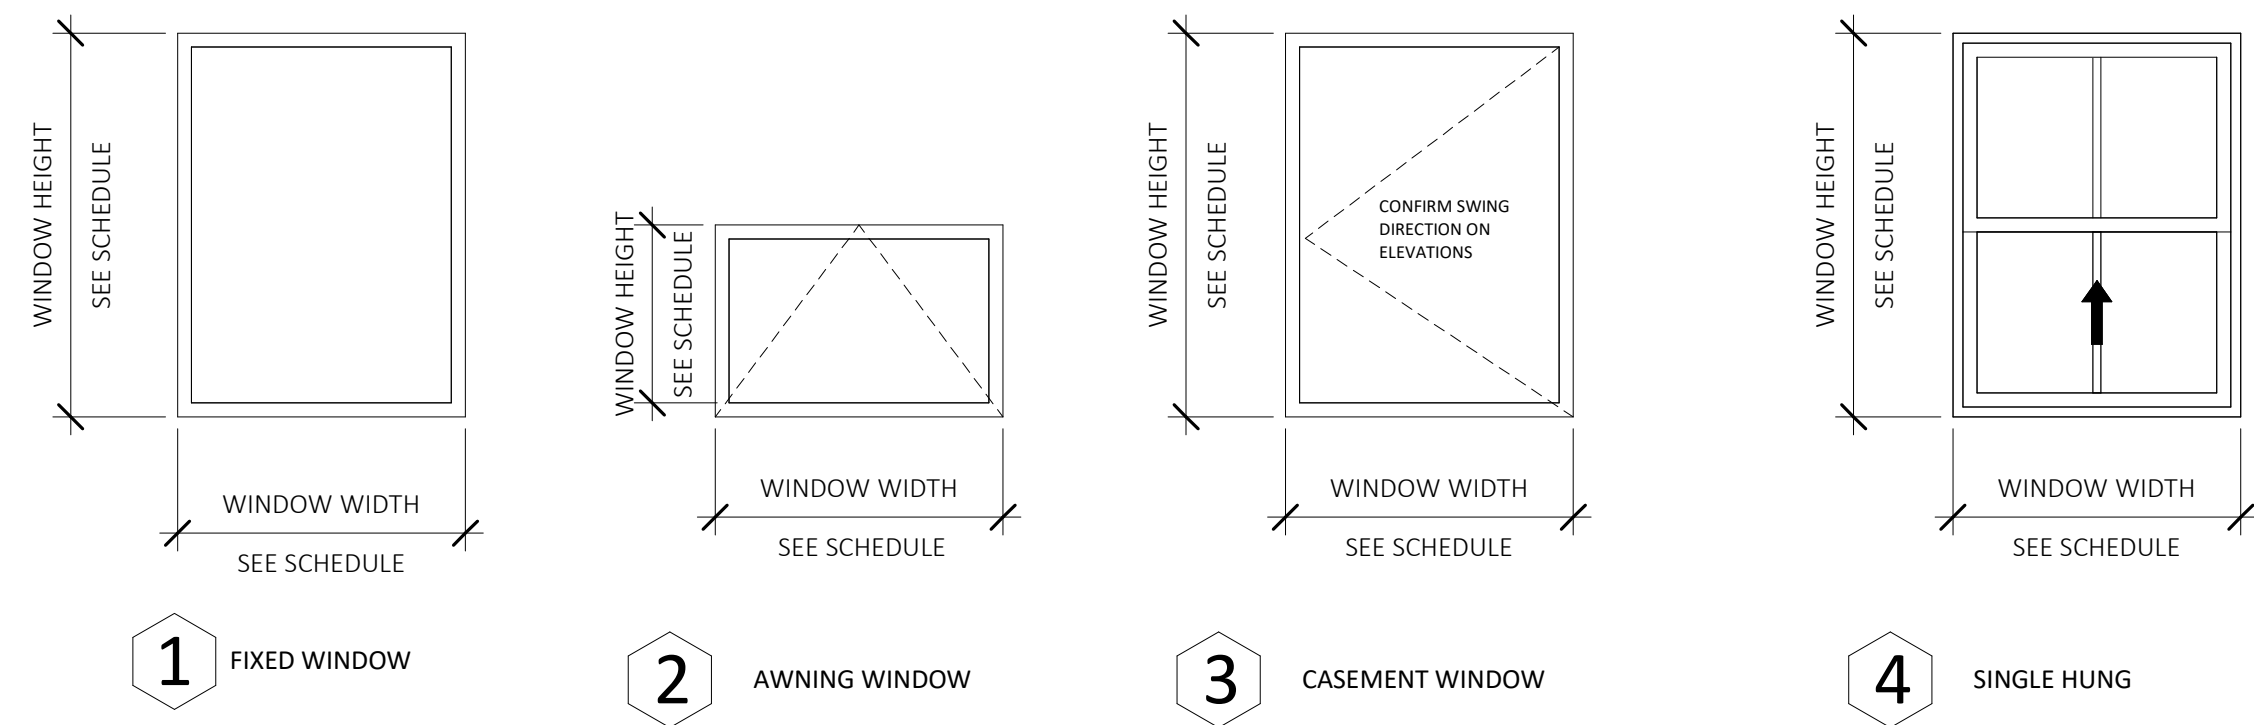 WINDOW HEIGHT
SEE SCHEDULE
WINDOW WIDTH
SEE SCHEDULE
1
FIXED WINDOW
WINDOW HEIGHT
SEE SCHEDULE
WINDOW WIDTH
SEE SCHEDULE
2
AWNING WINDOW
WINDOW HEIGHT
SEE SCHEDULE
CONFIRM SWING
DIRECTION ON
ELEVATIONS
WINDOW WIDTH
SEE SCHEDULE
3
CASEMENT WINDOW
WINDOW HEIGHT
SEE SCHEDULE
WINDOW WIDTH
SEE SCHEDULE
4
SINGLE HUNG